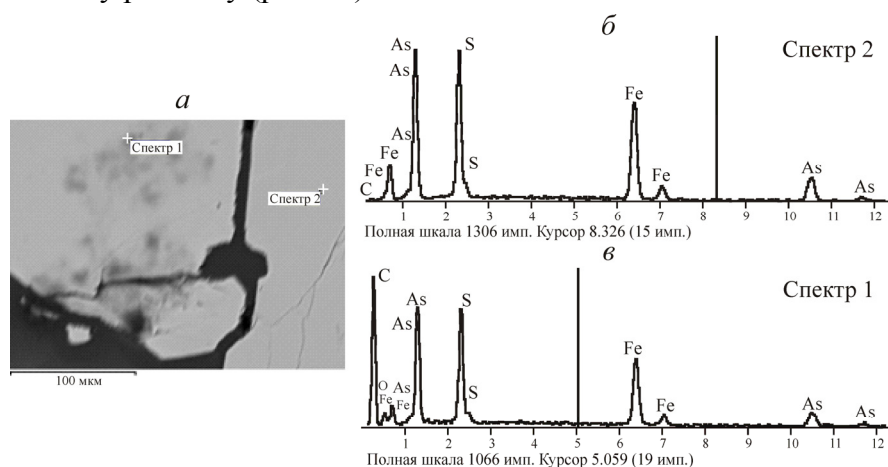 а
Спектр 1
Спектр 2
100 мкм
б
Спектр 2
As
As
As
S
S
Fe
Fe
C
Fe
Fe
As
As
1 2 3 4 5 6 7 8 9 10 11 12
Полная шкала 1306 имп. Курсор 8.326 (15 имп.)
в
Спектр 1
C
O
Fe
As
Fe
As
As
S
S
Fe
Fe
As
As
1 2 3 4 5 6 7 8 9 10 11 12
Полная шкала 1066 имп. Курсор 5.059 (19 имп.)